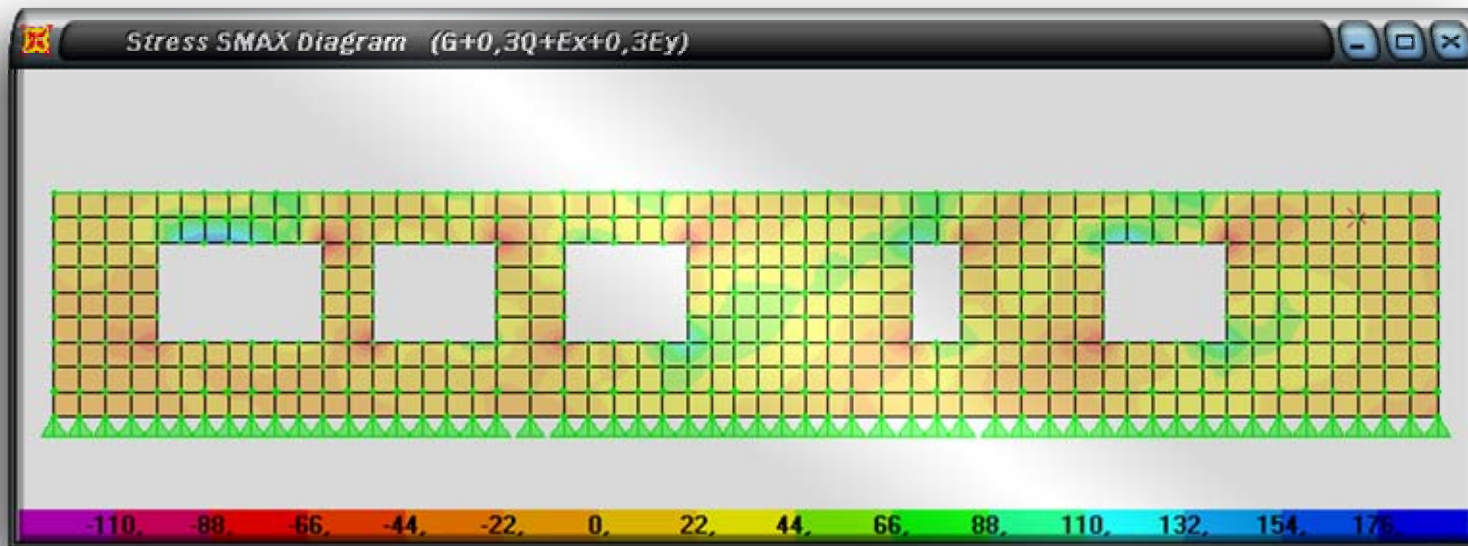 Stress SMAX Diagram (G+0,3Q+Ex+0,3Ey)
-110, -88, -66, -44, -22, 0, 22, 44, 66, 88, 110, 132, 154, 176,